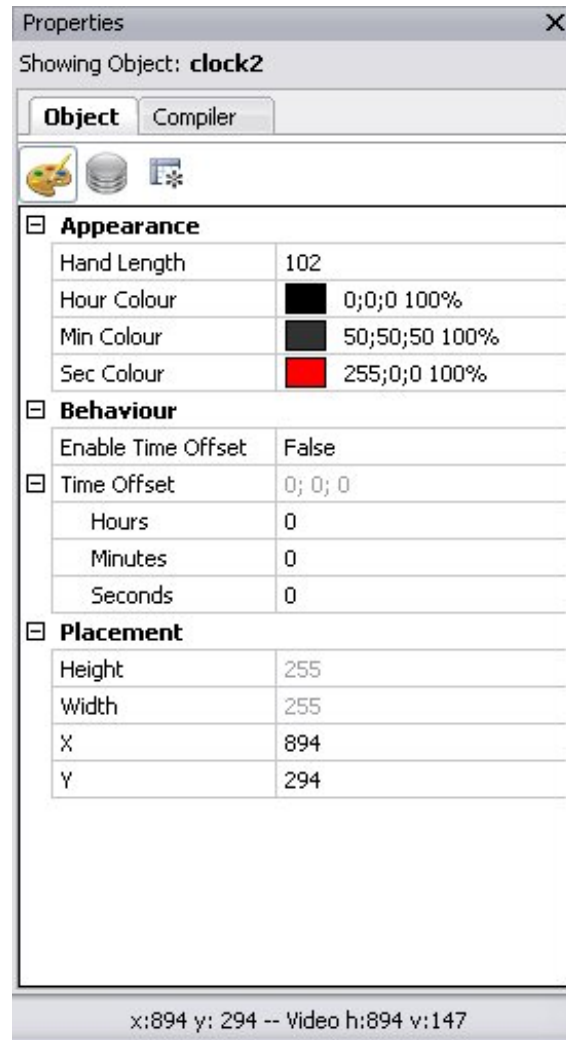 Properties
Showing Object: clock2
Object Compiler
Appearance
Hand Length 102
Hour Colour 0;0;0 100%
Min Colour 50;50;50 100%
Sec Colour 255;0;0 100%
Behaviour
Enable Time Offset False
Time Offset 0; 0; 0
Hours 0
Minutes 0
Seconds 0
Placement
Height 255
Width 255
X 894
Y 294
x:894 y: 294 -- Video h:894 v:147